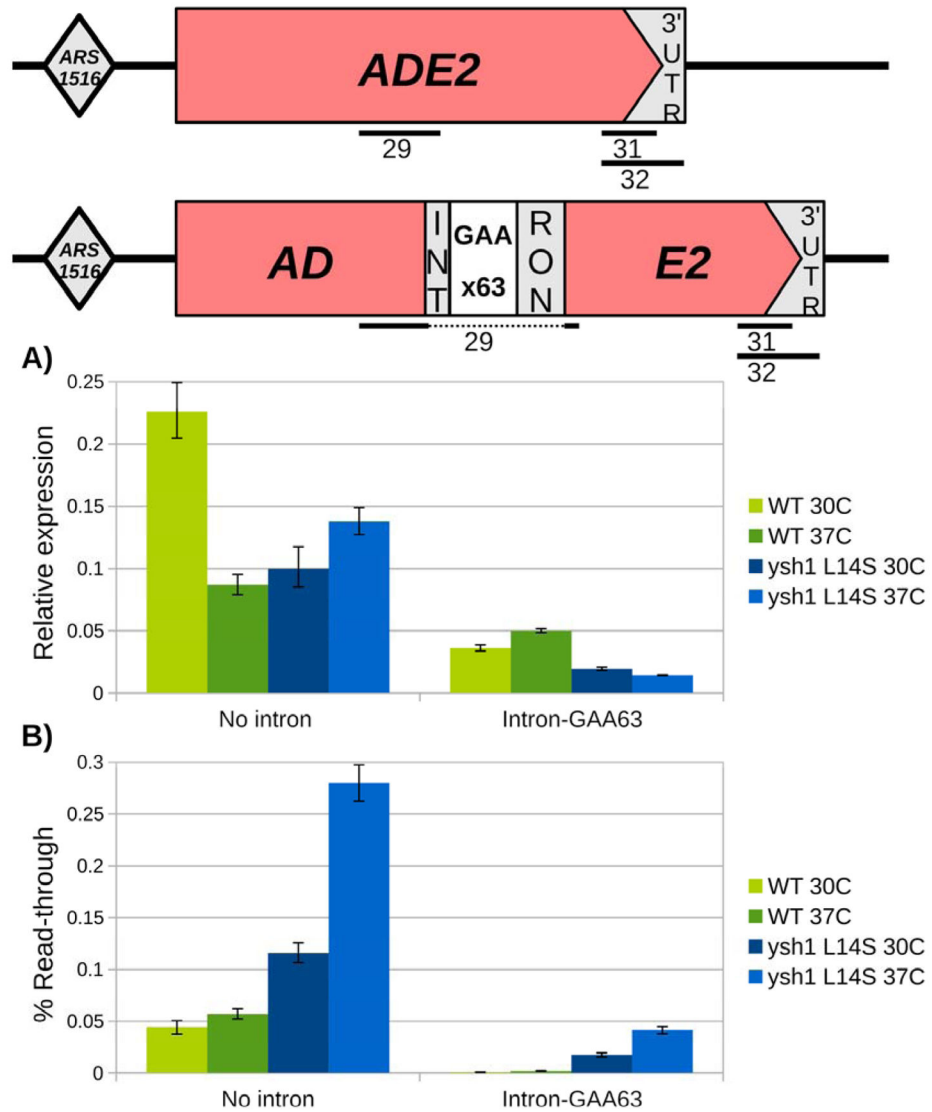 ARS
1516
ADE2
3'
U
T
R
29
31
32
ARS
1516
AD
I
N
T
GAA
x63
R
O
N
E2
3'
U
T
R
29
31
32
A)
0.25
0.2
0.15
0.1
0.05
0
Relative expression
No intron
Intron-GAA63
WT 30C
WT 37C
ysh1 L14S 30C
ysh1 L14S 37C
B)
0.3
0.25
0.2
0.15
0.1
0.05
0
% Read-through
No intron
Intron-GAA63
WT 30C
WT 37C
ysh1 L14S 30C
ysh1 L14S 37C